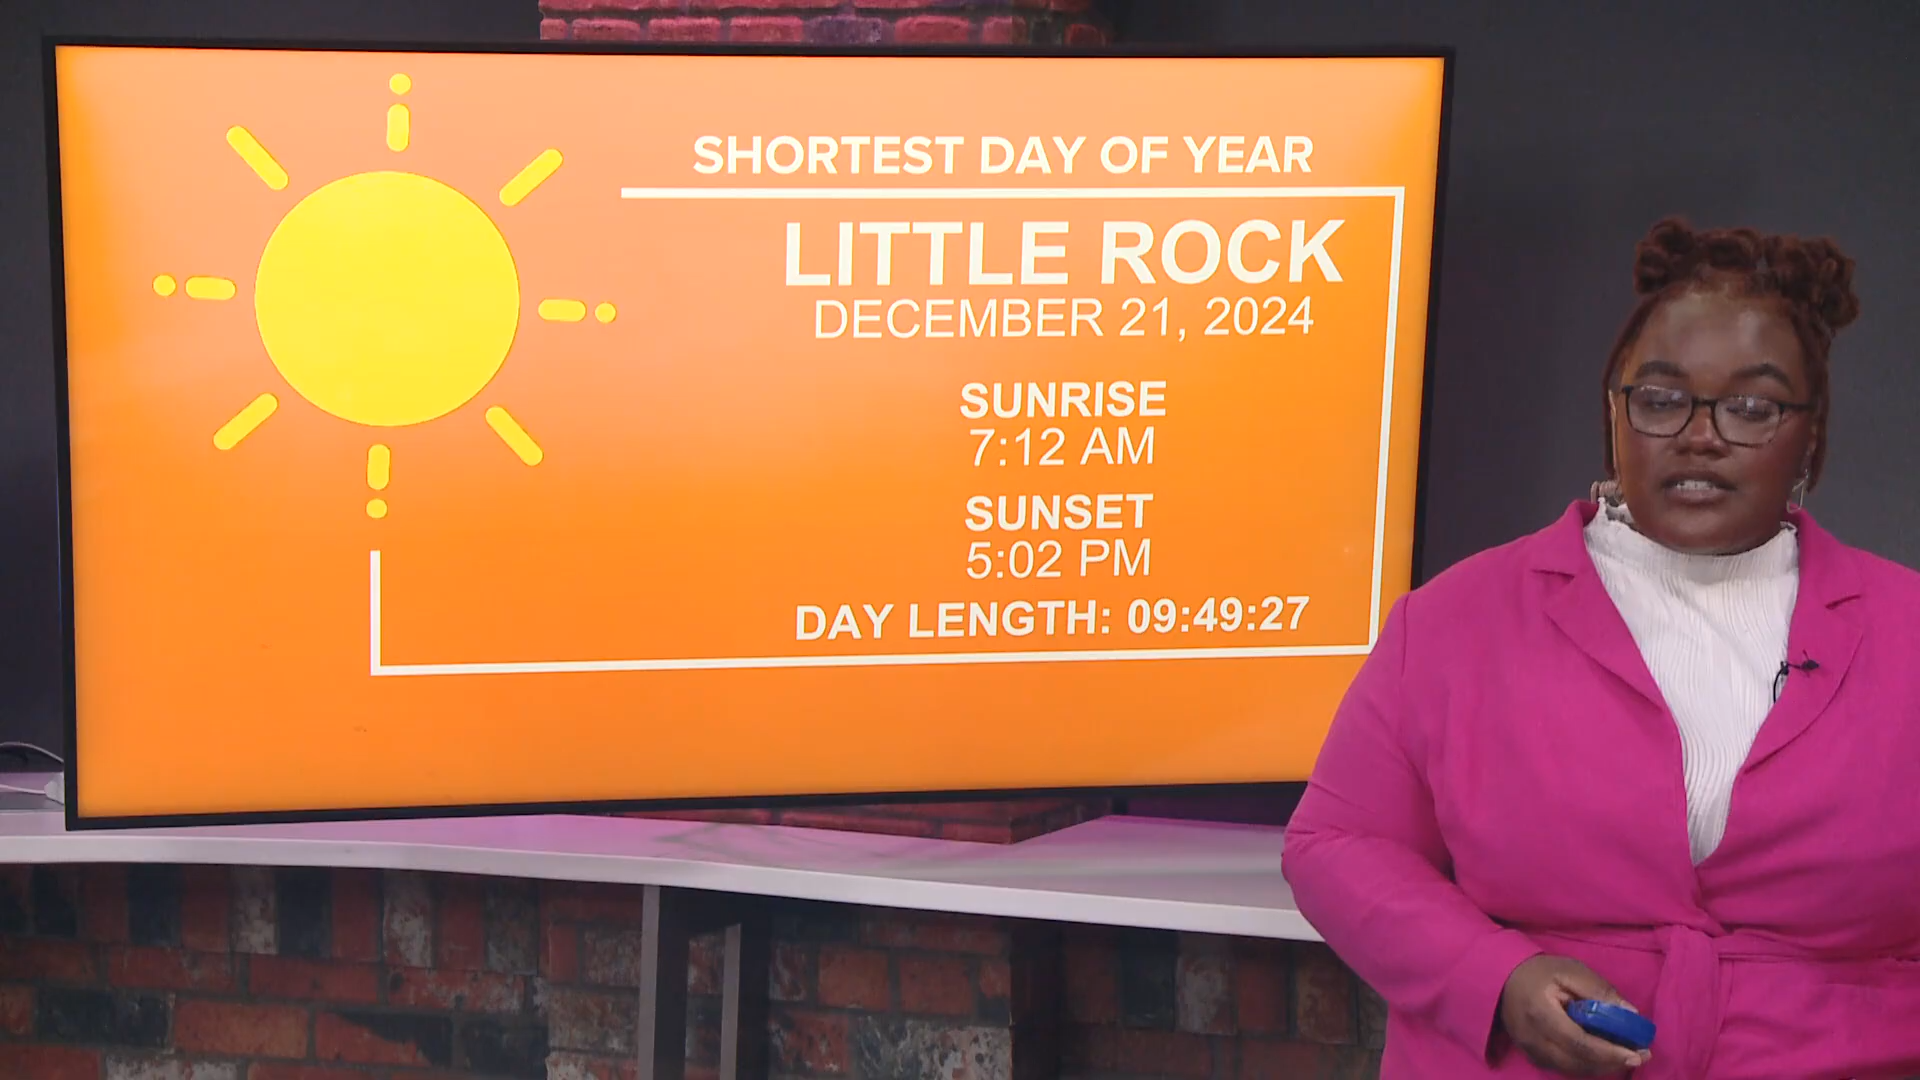 SHORTEST DAY OF YEAR
LITTLE ROCK
DECEMBER 21, 2024
SUNRISE
7:12 AM
SUNSET
5:02 PM
DAY LENGTH: 09:49:27